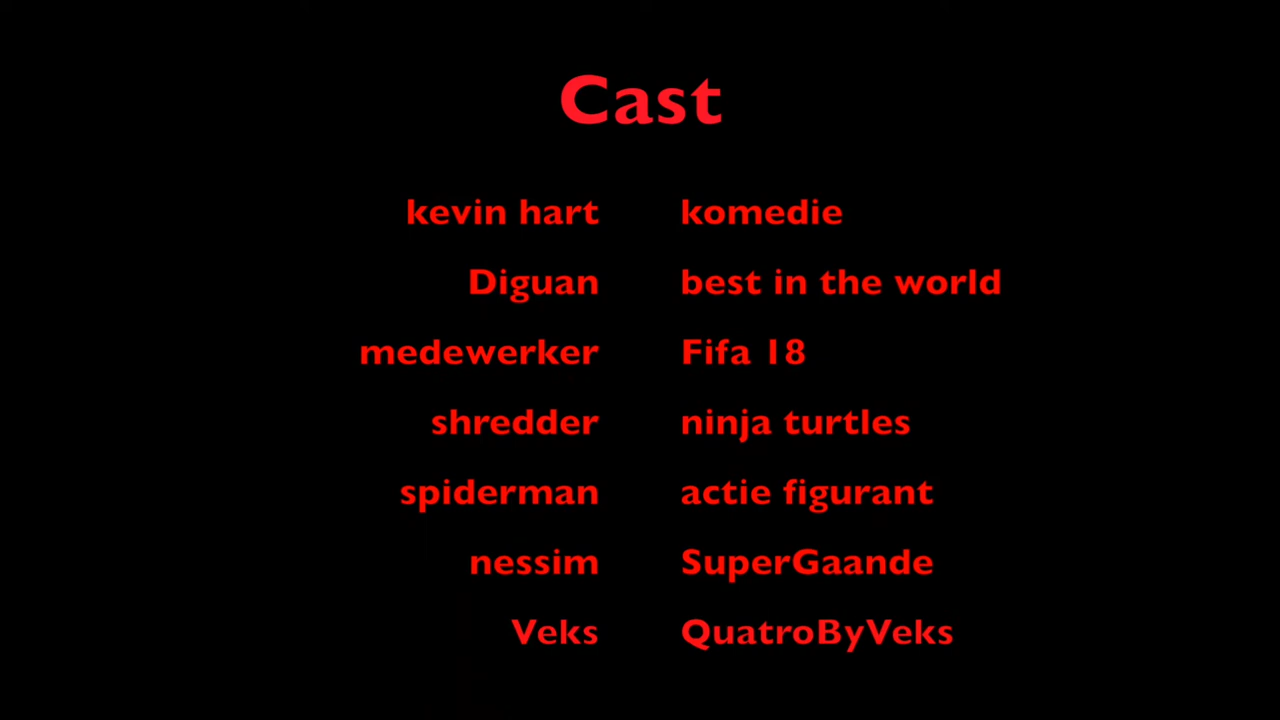 Cast
kevin hart komedie
Diguan best in the world
medewerker Fifa 18
shredder ninja turtles
spiderman actie figurant
nessim SuperGaande
Veks QuatroByVeks